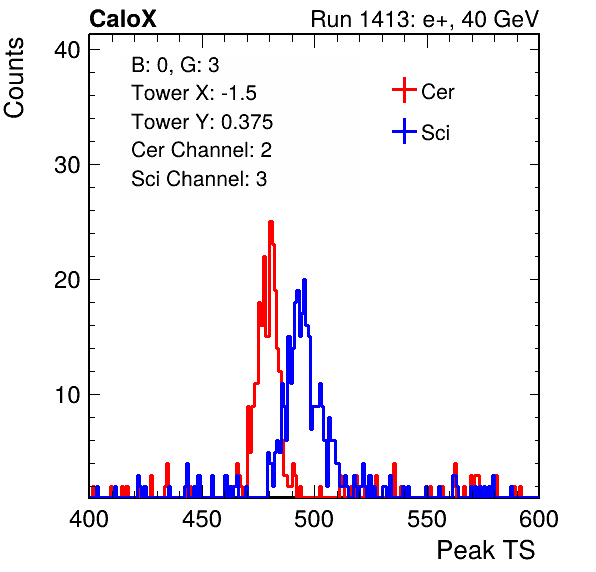 CaloX Run 1413: e+, 40 GeV
Counts
40
30
20
10
B: 0, G: 3
Tower X: -1.5
Tower Y: 0.375
Cer Channel: 2
Sci Channel: 3
Cer
Sci
400 450 500 550 600
Peak TS